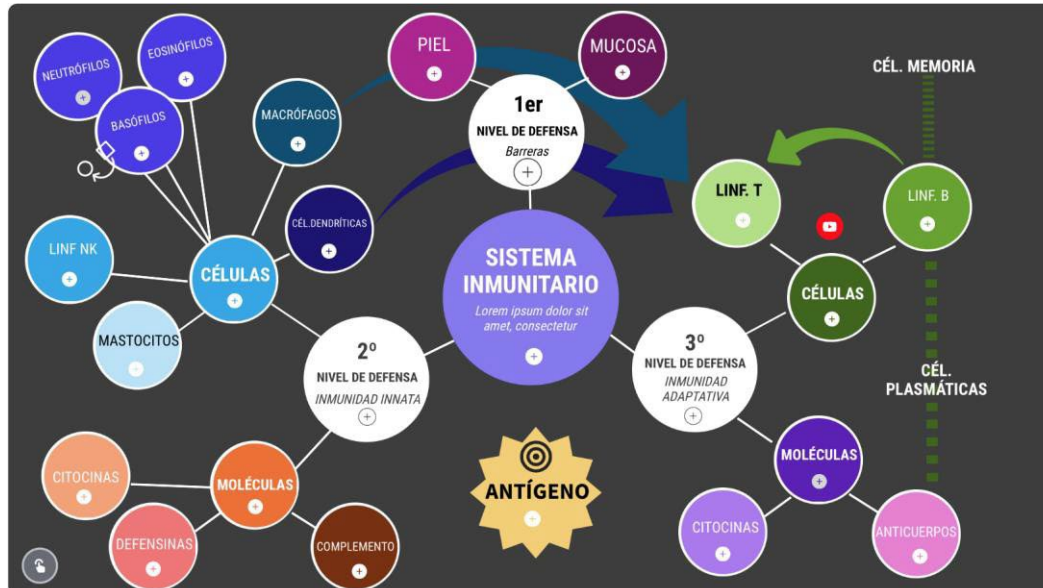 NEUTRÓFILOS
EOSINÓFILOS
BASÓFILOS
MACRÓFAGOS
PIEL
MUCOSA
1er
NIVEL DE DEFENSA
Barreras
CÉL. MEMORIA
LINF. T
LINF. B
CÉL.DENDRÍTICAS
LINF NK
CÉLULAS
MASTOCITOS
SISTEMA
INMUNITARIO
Lorem ipsum dolor sit
amet, consectetur
CÉLULAS
2º
NIVEL DE DEFENSA
INMUNIDAD INNATA
3º
NIVEL DE DEFENSA
INMUNIDAD
ADAPTATIVA
CÉL.
PLASMÁTICAS
CITOCINAS
MOLÉCULAS
DEFENSINAS
COMPLEMENTO
ANTÍGENO
MOLÉCULAS
CITOCINAS
ANTICUERPOS